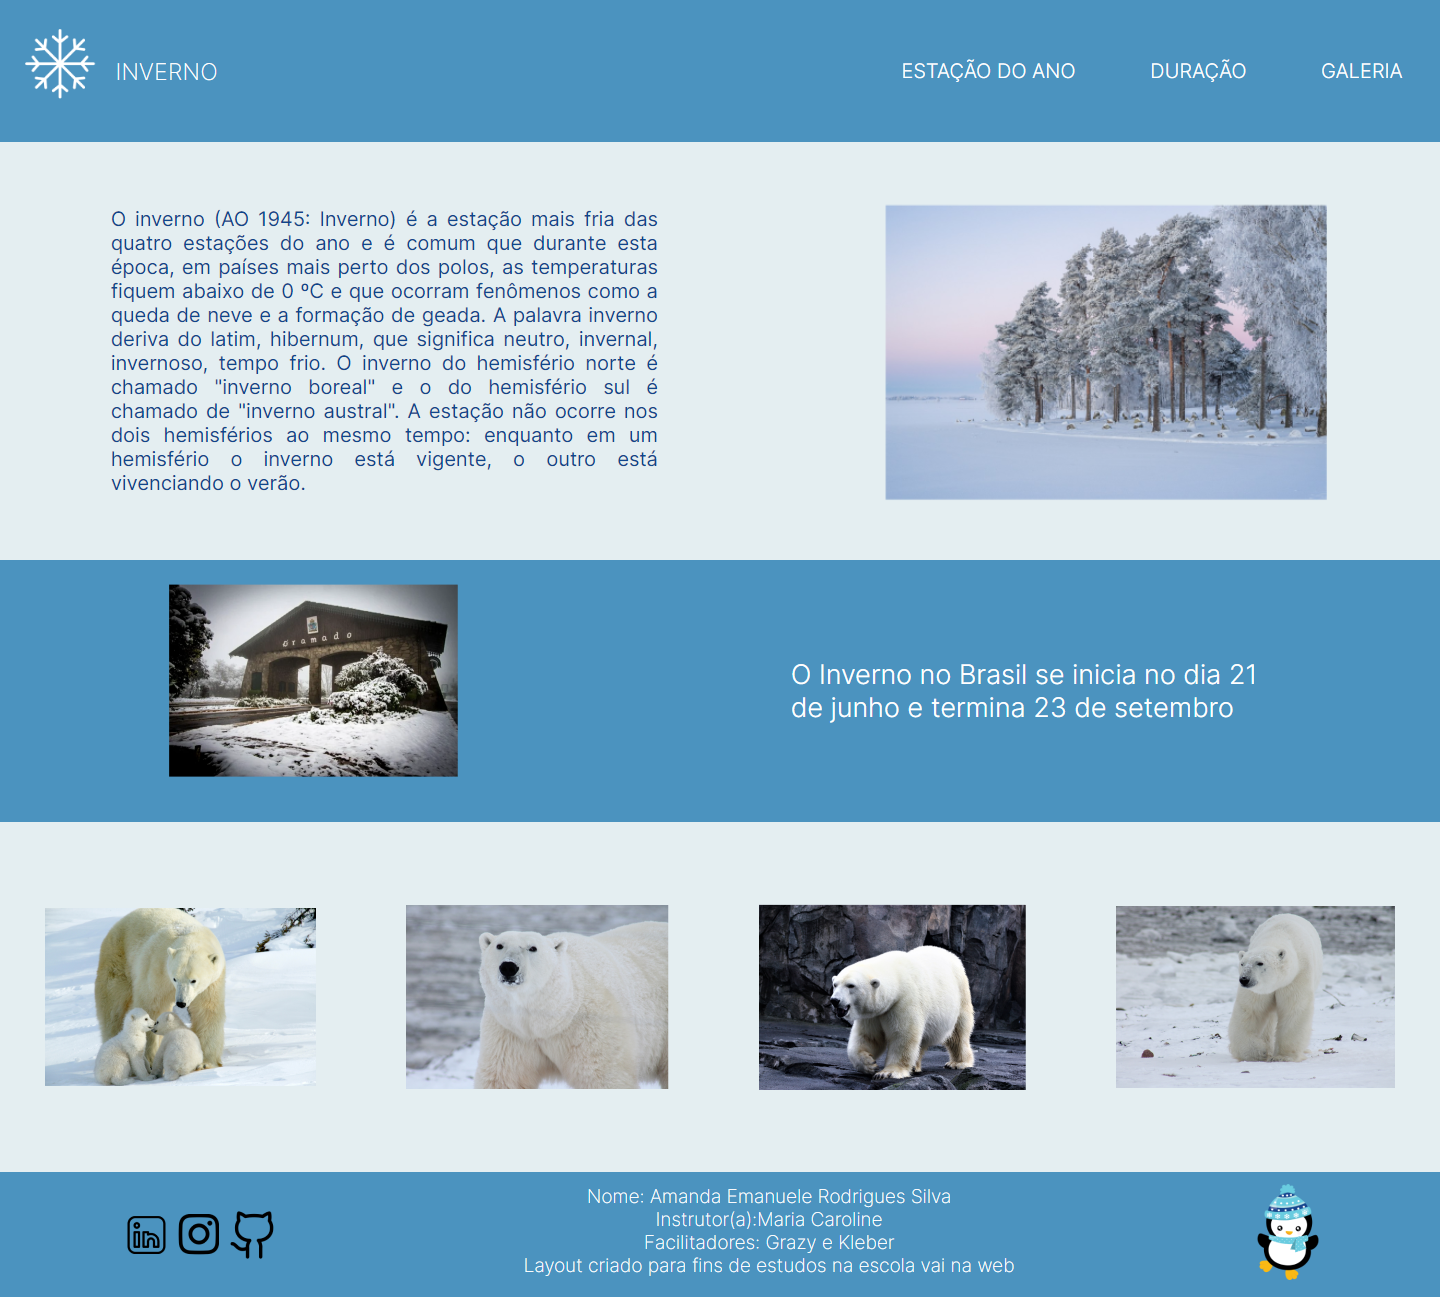 INVERNO
ESTAÇÃO DO ANO
DURAÇÃO
GALERIA
O inverno (AO 1945: Inverno) é a estação mais fria das
quatro estações do ano e é comum que durante esta
época, em países mais perto dos polos, as temperaturas
fiquem abaixo de 0 ºC e que ocorram fenômenos como a
queda de neve e a formação de geada. A palavra inverno
deriva do latim, hibernum, que significa neutro, invernal,
invernoso, tempo frio. O inverno do hemisfério norte é
chamado "inverno boreal" e o do hemisfério sul é
chamado de "inverno austral". A estação não ocorre nos
dois hemisférios ao mesmo tempo: enquanto em um
hemisfério o inverno está vigente, o outro está
vivenciando o verão.
Gramado
O Inverno no Brasil se inicia no dia 21
de junho e termina 23 de setembro
in
Nome: Amanda Emanuele Rodrigues Silva
Instrutor(a):Maria Caroline
Facilitadores: Grazy e Kleber
Layout criado para fins de estudos na escola vai na web